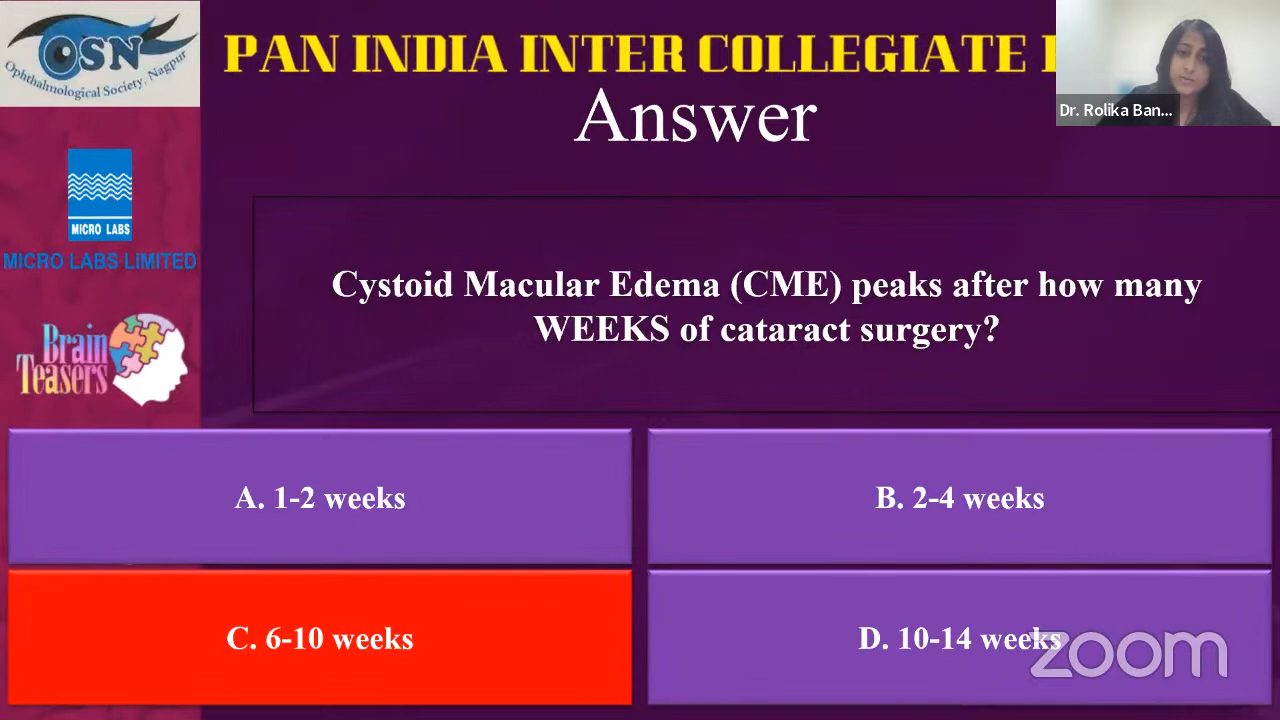 OSN
Ophthalmological Society, Nagpur
PAN INDIA INTER COLLEGIATE
Dr. Rolika Ban...
Answer
MICRO LABS
MICRO LABS LIMITED
Cystoid Macular Edema (CME) peaks after how many
WEEKS of cataract surgery?
Brain
Teasers
A. 1-2 weeks
B. 2-4 weeks
C. 6-10 weeks
D. 10-14 weeks
zoom